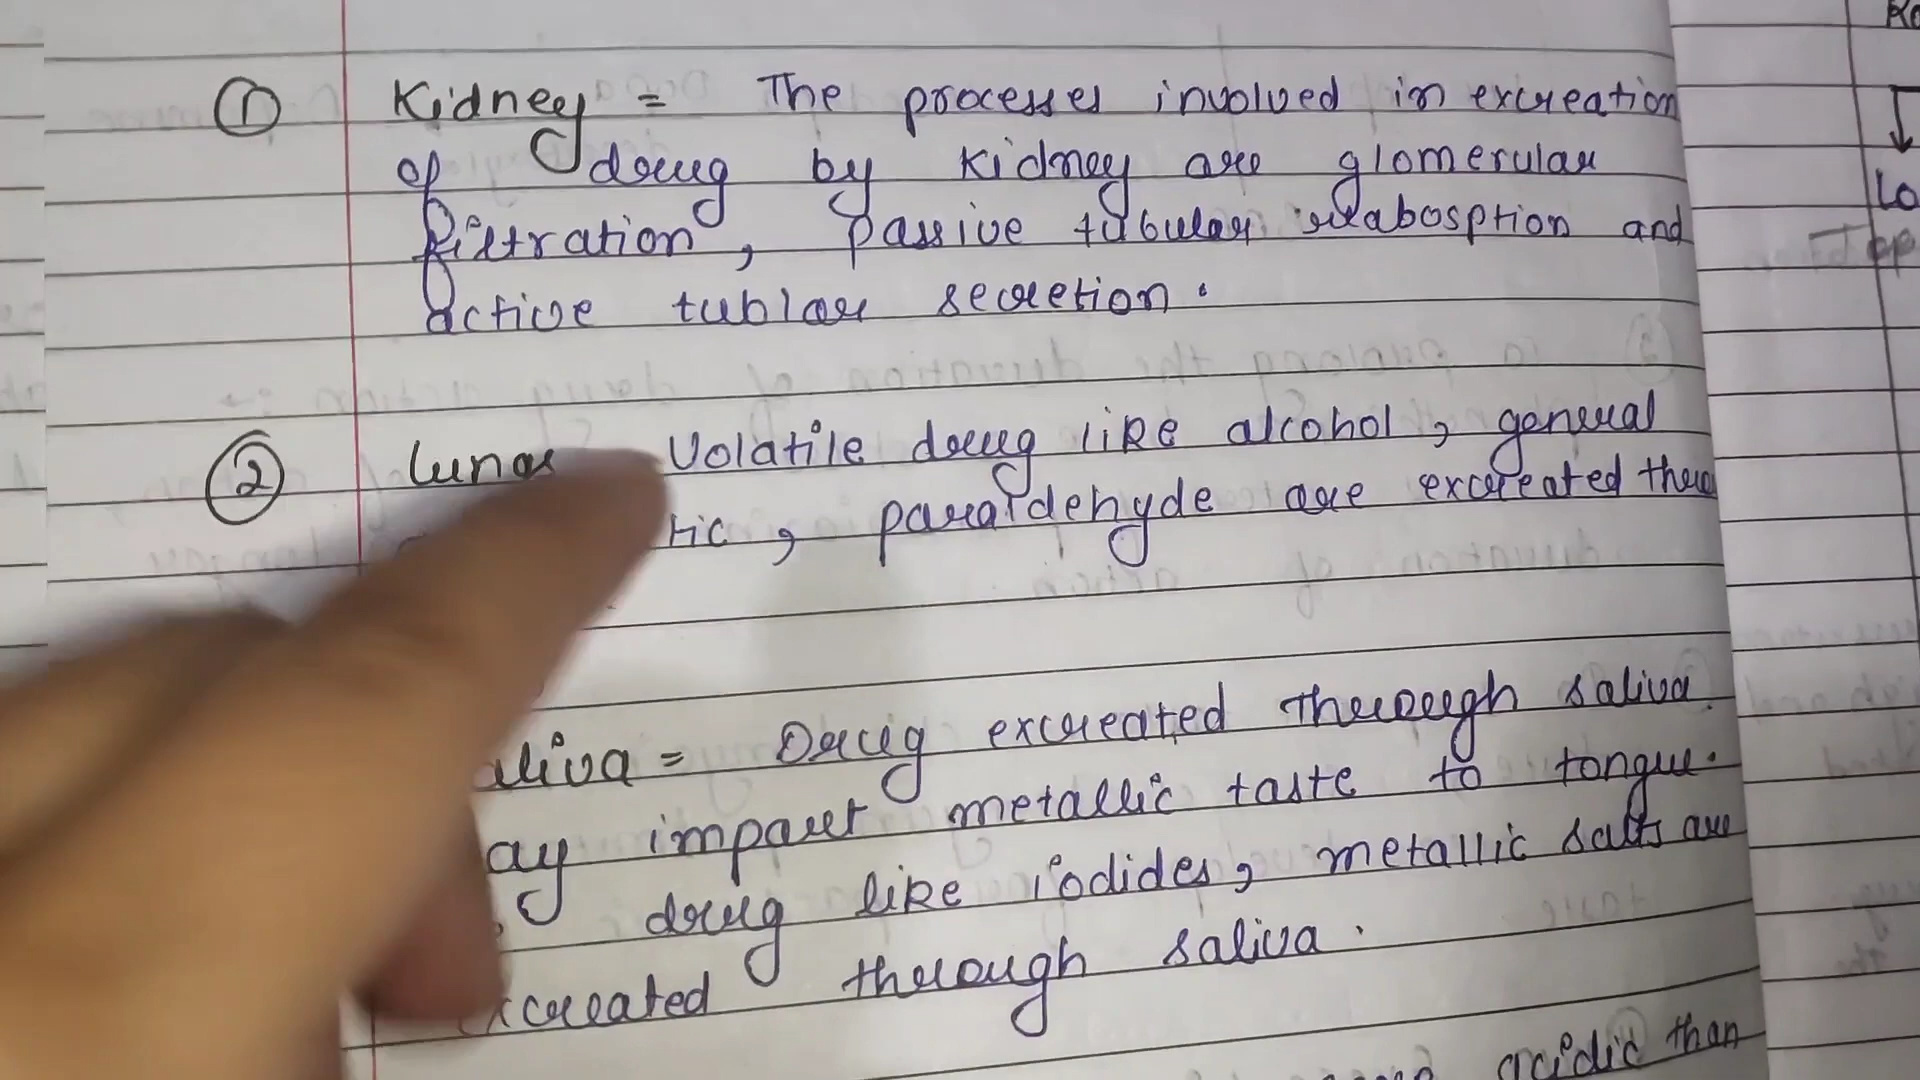 ① Kidney = The processes involved in excreation
of drug by kidney are glomerular
filtration, passive tubular reabosption and
active tublar secretion.
② Lungs Volatile drug like alcohol, general
tic, paraldehyde are excreated thro
aliva = Drug excreated through saliva
ay impart metallic taste to tongue.
drug like iodides, metallic salts are
xcreated through saliva.
acidic than
Lo